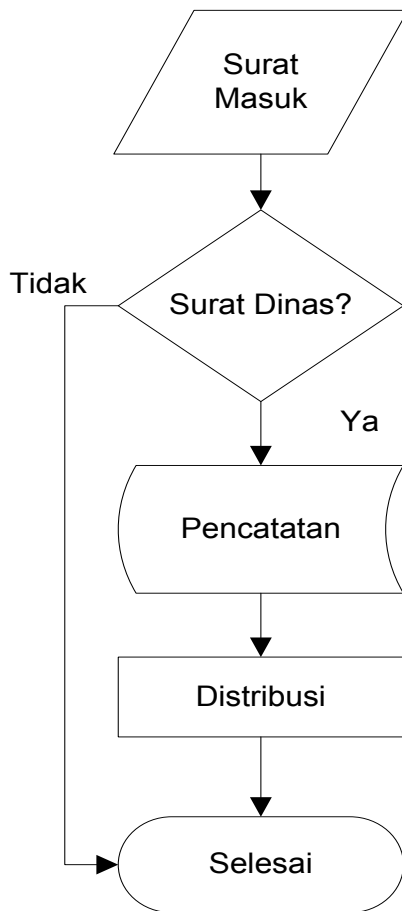 Surat
Masuk
Tidak
Surat Dinas?
Ya
Pencatatan
Distribusi
Selesai